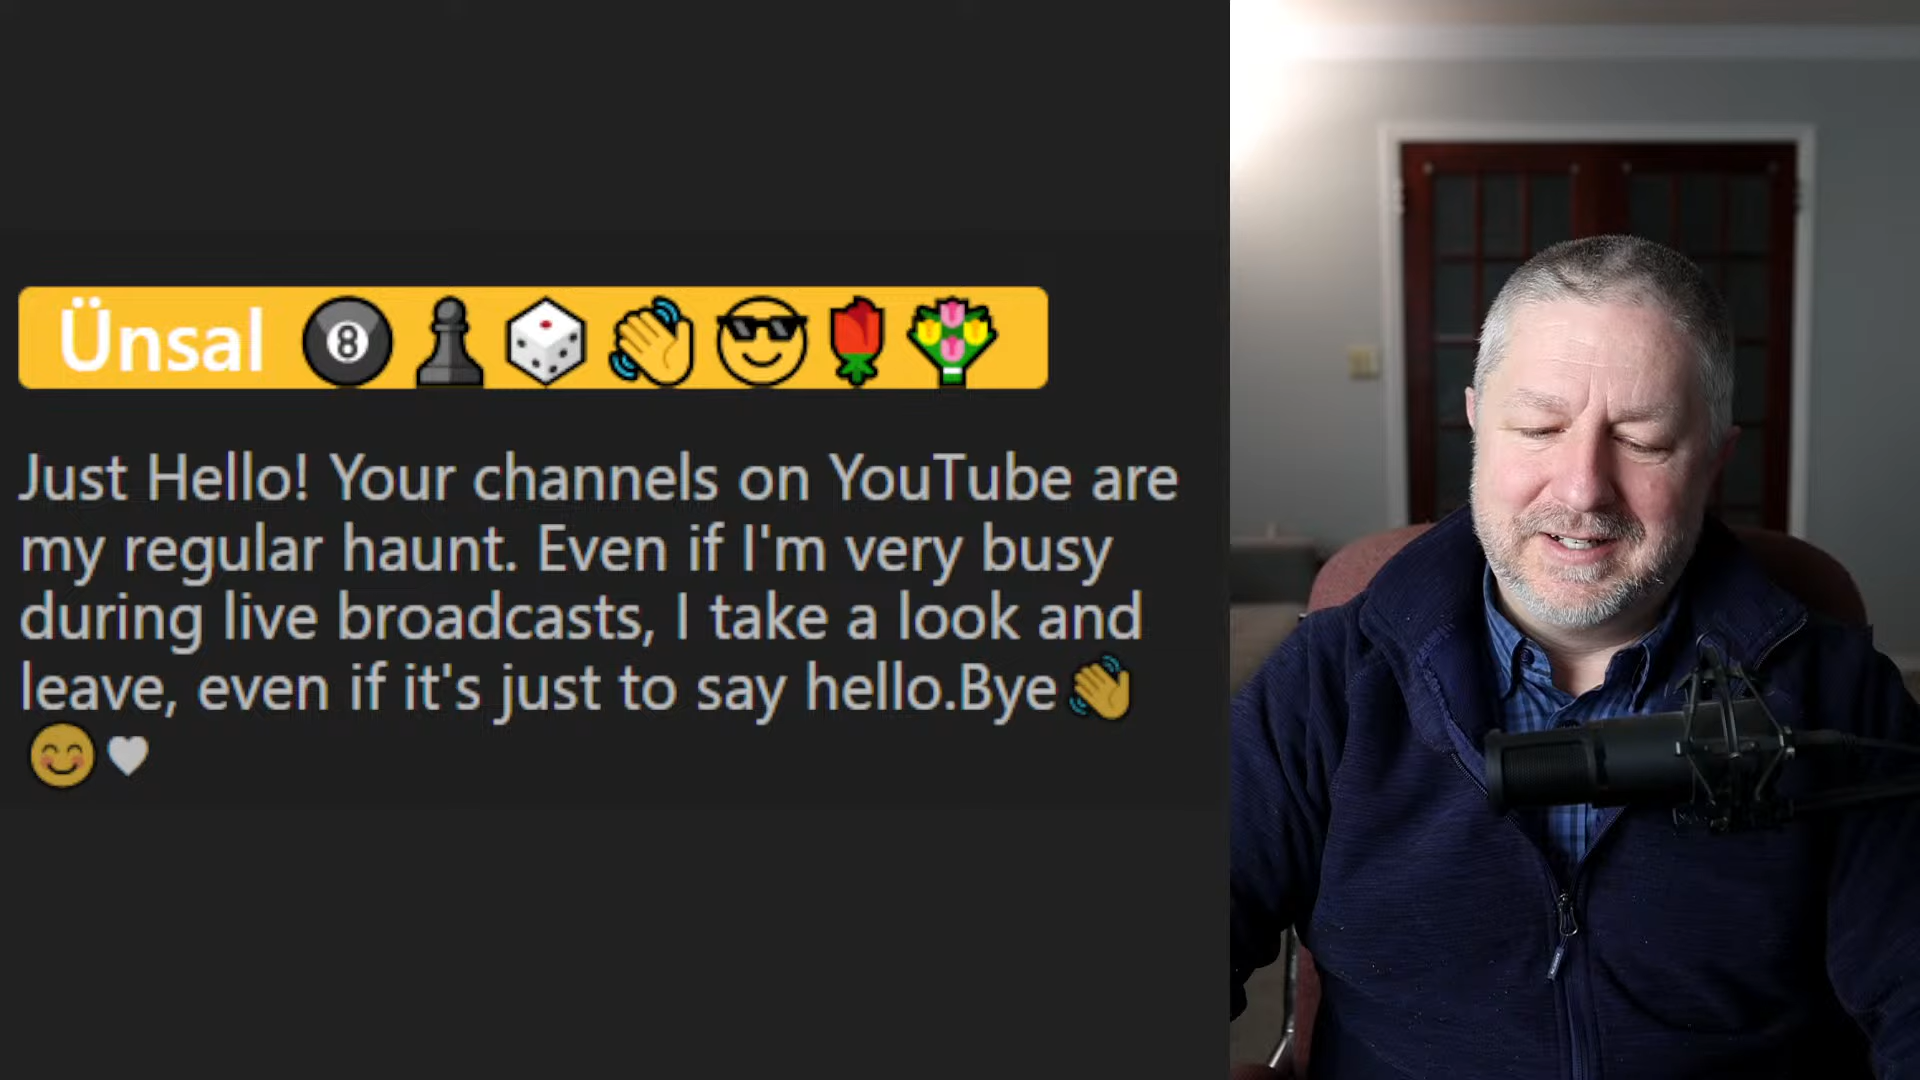 Ünsal 🎱 ♟ 🎲 👋 😎 🌹 💐
Just Hello! Your channels on YouTube are
my regular haunt. Even if I'm very busy
during live broadcasts, I take a look and
leave, even if it's just to say hello.Bye👋
😊🤍